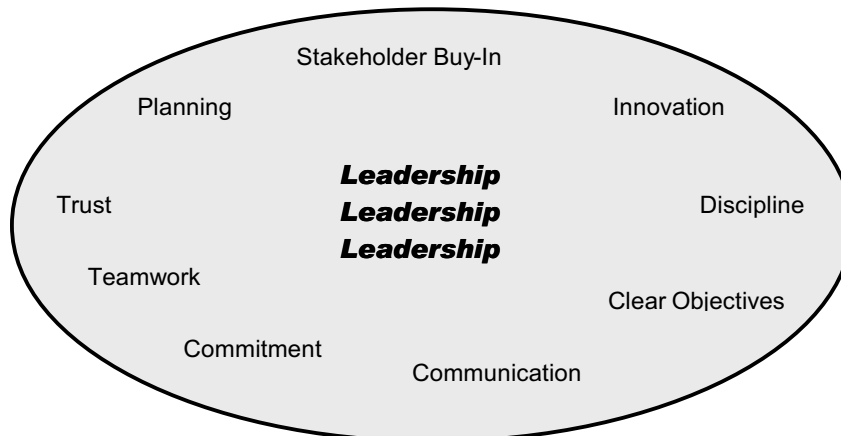 Stakeholder Buy-In
Planning
Innovation
Leadership
Leadership
Leadership
Trust
Discipline
Teamwork
Clear Objectives
Commitment
Communication